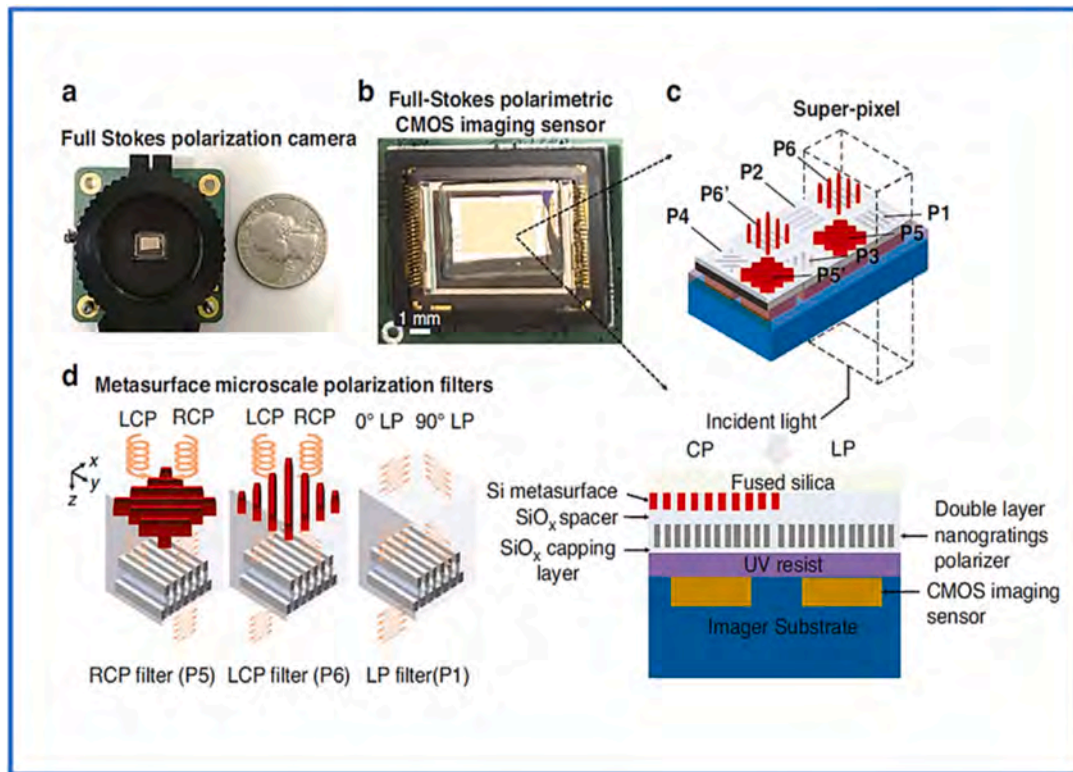 a
Full Stokes polarization camera
b
Full-Stokes polarimetric
CMOS imaging sensor
1 mm
c
Super-pixel
P6
P2
P6'
P4
P1
P5
P3
P5'
Incident light
CP
LP
Fused silica
Si metasurface
SiOₓ spacer
SiOₓ capping
layer
UV resist
Double layer
nanogratings
polarizer
CMOS imaging
sensor
Imager Substrate
d
Metasurface microscale polarization filters
LCP RCP
LCP RCP
0° LP 90° LP
x
y
z
RCP filter (P5)
LCP filter (P6)
LP filter(P1)